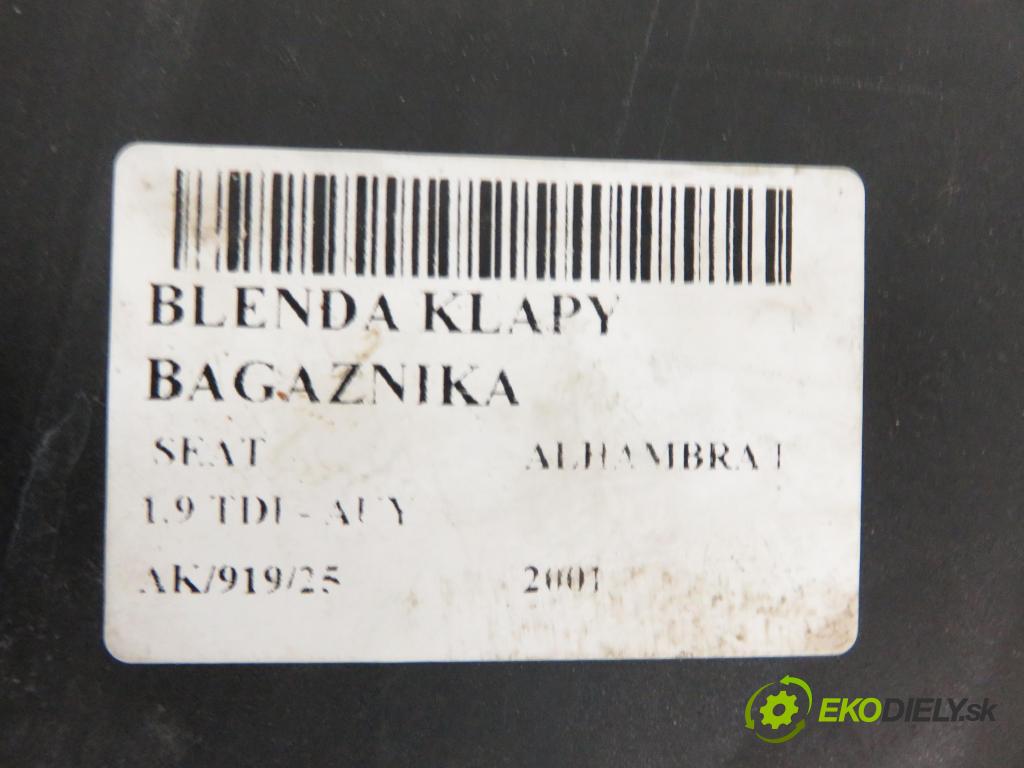 BLENDA KLAPY
BAGAZNIKA
SEAT ALHAMBRA I
1.9 TDI - AUY
AK/919/25 2001
EKODIELY.sk